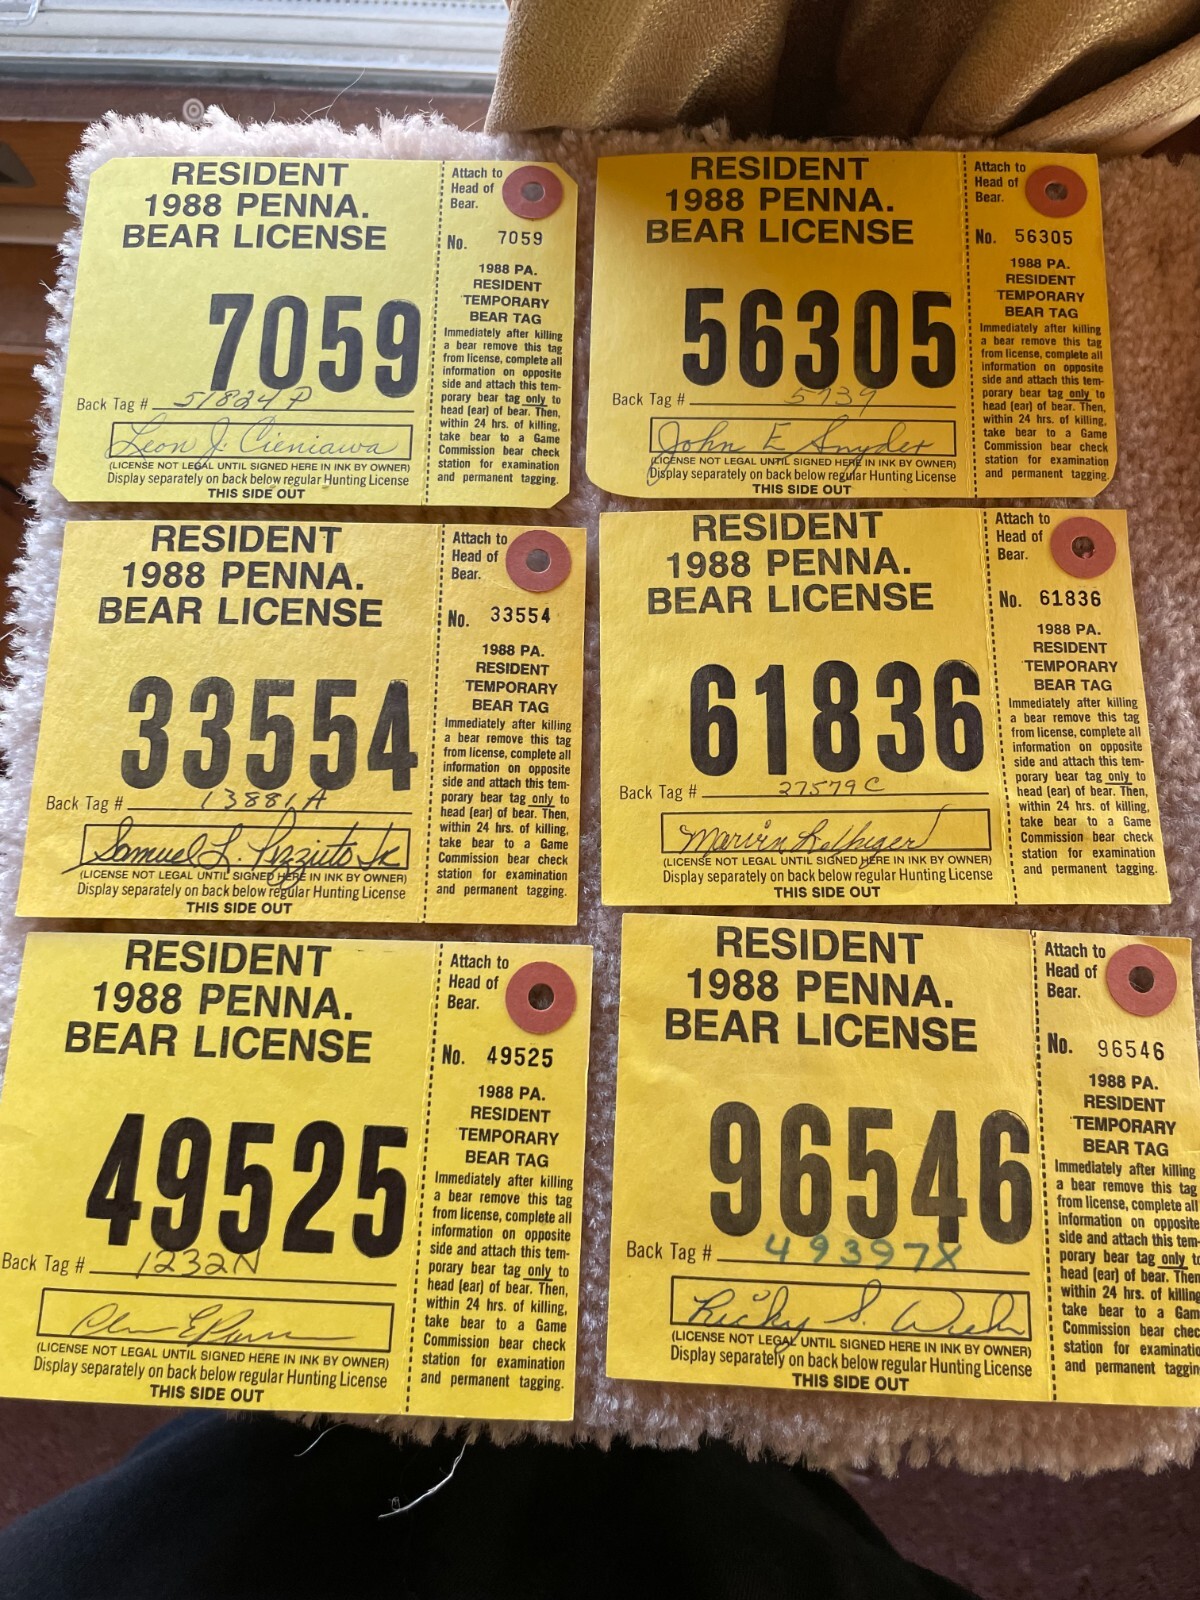 RESIDENT
1988 PENNA.
BEAR LICENSE
7059
Back Tag # 51824 P
Leon J. Cieniawa
(LICENSE NOT LEGAL UNTIL SIGNED HERE IN INK BY OWNER)
Display separately on back below regular Hunting License
THIS SIDE OUT
Attach to
Head of
Bear.
No. 7059
1988 PA.
RESIDENT
TEMPORARY
BEAR TAG
Immediately after killing
a bear remove this tag
from license, complete all
information on opposite
side and attach this tem-
porary bear tag only to
head (ear) of bear. Then,
within 24 hrs. of killing,
take bear to a Game
Commission bear check
station for examination
and permanent tagging.
RESIDENT
1988 PENNA.
BEAR LICENSE
56305
Back Tag # 5739
John E Snyder
(LICENSE NOT LEGAL UNTIL SIGNED HERE IN INK BY OWNER)
Display separately on back below regular Hunting License
THIS SIDE OUT
Attach to
Head of
Bear.
No. 56305
1988 PA.
RESIDENT
TEMPORARY
BEAR TAG
Immediately after killing
a bear remove this tag
from license, complete all
information on opposite
side and attach this tem-
porary bear tag only to
head (ear) of bear. Then,
within 24 hrs. of killing,
take bear to a Game
Commission bear check
station for examination
and permanent tagging.
RESIDENT
1988 PENNA.
BEAR LICENSE
33554
Back Tag # 13881A
Samuel L. Pizzuto Jr
(LICENSE NOT LEGAL UNTIL SIGNED HERE IN INK BY OWNER)
Display separately on back below regular Hunting License
THIS SIDE OUT
Attach to
Head of
Bear.
No. 33554
1988 PA.
RESIDENT
TEMPORARY
BEAR TAG
Immediately after killing
a bear remove this tag
from license, complete all
information on opposite
side and attach this tem-
porary bear tag only to
head (ear) of bear. Then,
within 24 hrs. of killing,
take bear to a Game
Commission bear check
station for examination
and permanent tagging.
RESIDENT
1988 PENNA.
BEAR LICENSE
61836
Back Tag # 27579 C
Marvin
(LICENSE NOT LEGAL UNTIL SIGNED HERE IN INK BY OWNER)
Display separately on back below regular Hunting License
THIS SIDE OUT
Attach to
Head of
Bear.
No. 61836
1988 PA.
RESIDENT
TEMPORARY
BEAR TAG
Immediately after killing
a bear remove this tag
from license, complete all
information on opposite
side and attach this tem-
porary bear tag only to
head (ear) of bear. Then,
within 24 hrs. of killing,
take bear to a Game
Commission bear check
station for examination
and permanent tagging.
RESIDENT
1988 PENNA.
BEAR LICENSE
49525
Back Tag # 1232N
(LICENSE NOT LEGAL UNTIL SIGNED HERE IN INK BY OWNER)
Display separately on back below regular Hunting License
THIS SIDE OUT
Attach to
Head of
Bear.
No. 49525
1988 PA.
RESIDENT
TEMPORARY
BEAR TAG
Immediately after killing
a bear remove this tag
from license, complete all
information on opposite
side and attach this tem-
porary bear tag only to
head (ear) of bear. Then,
within 24 hrs. of killing,
take bear to a Game
Commission bear check
station for examination
and permanent tagging.
RESIDENT
1988 PENNA.
BEAR LICENSE
96546
Back Tag # 49397X
Ricky S.
(LICENSE NOT LEGAL UNTIL SIGNED HERE IN INK BY OWNER)
Display separately on back below regular Hunting License
THIS SIDE OUT
Attach to
Head of
Bear.
No. 96546
1988 PA.
RESIDENT
TEMPORARY
BEAR TAG
Immediately after killing
a bear remove this tag
from license, complete all
information on opposite
side and attach this tem-
porary bear tag only to
head (ear) of bear. Then,
within 24 hrs. of killing,
take bear to a Game
Commission bear chec
station for examinatio
and permanent taggin